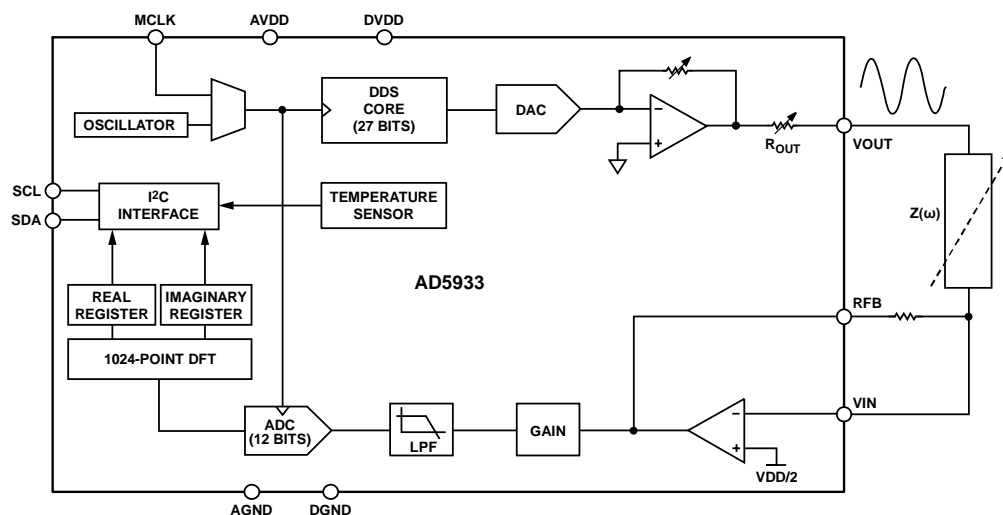 MCLK
AVDD
DVDD
OSCILLATOR
DDS
CORE
(27 BITS)
DAC
ROUT
VOUT
SCL
SDA
I2C
INTERFACE
TEMPERATURE
SENSOR
Z(ω)
AD5933
REAL
REGISTER
IMAGINARY
REGISTER
RFB
1024-POINT DFT
VIN
ADC
(12 BITS)
LPF
GAIN
VDD/2
AGND
DGND